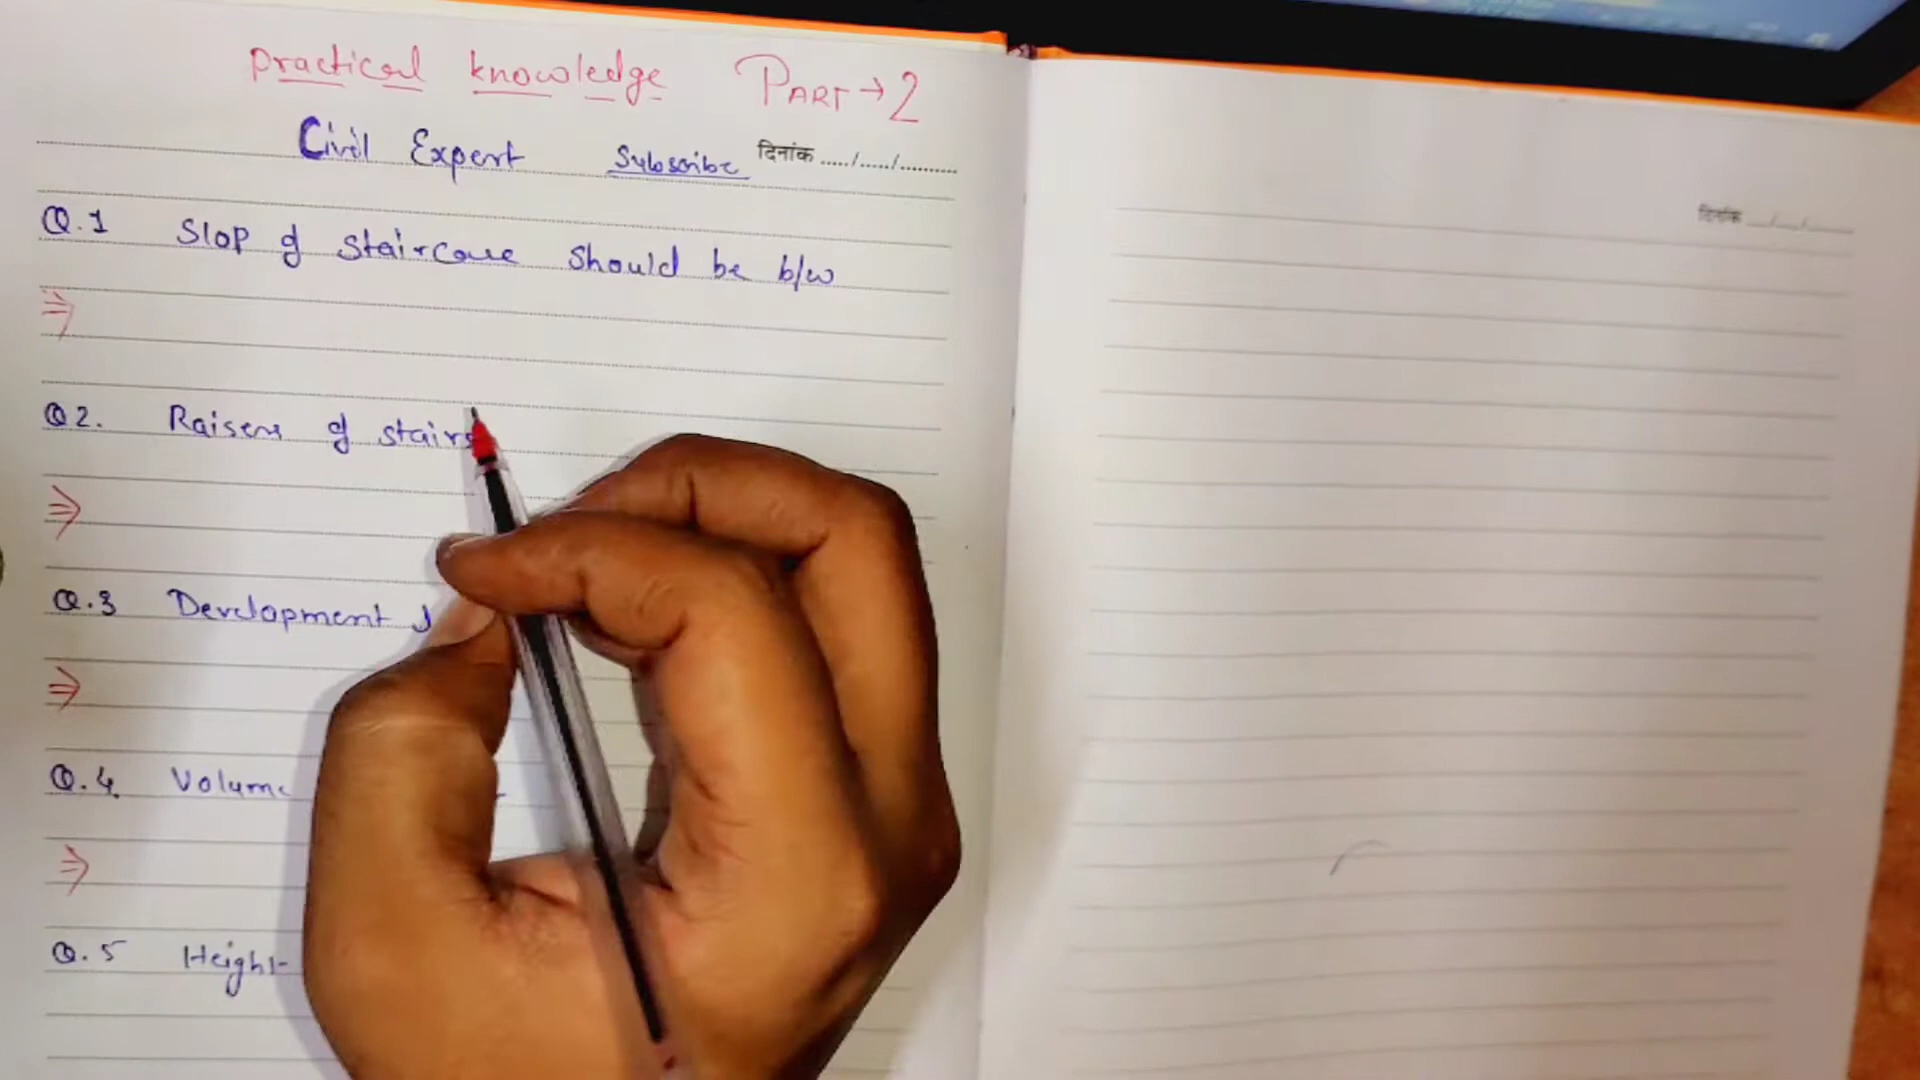 practical knowledge PART → 2
Civil Expert Subscribe दिनांक ...../...../..........
दिनांक ..../..../..........
Q.1 Slop of staircase should be b/w
⇒
Q2. Raisers of stairs
⇒
Q.3 Development
⇒
Q.4. Volume
⇒
Q.5 Height